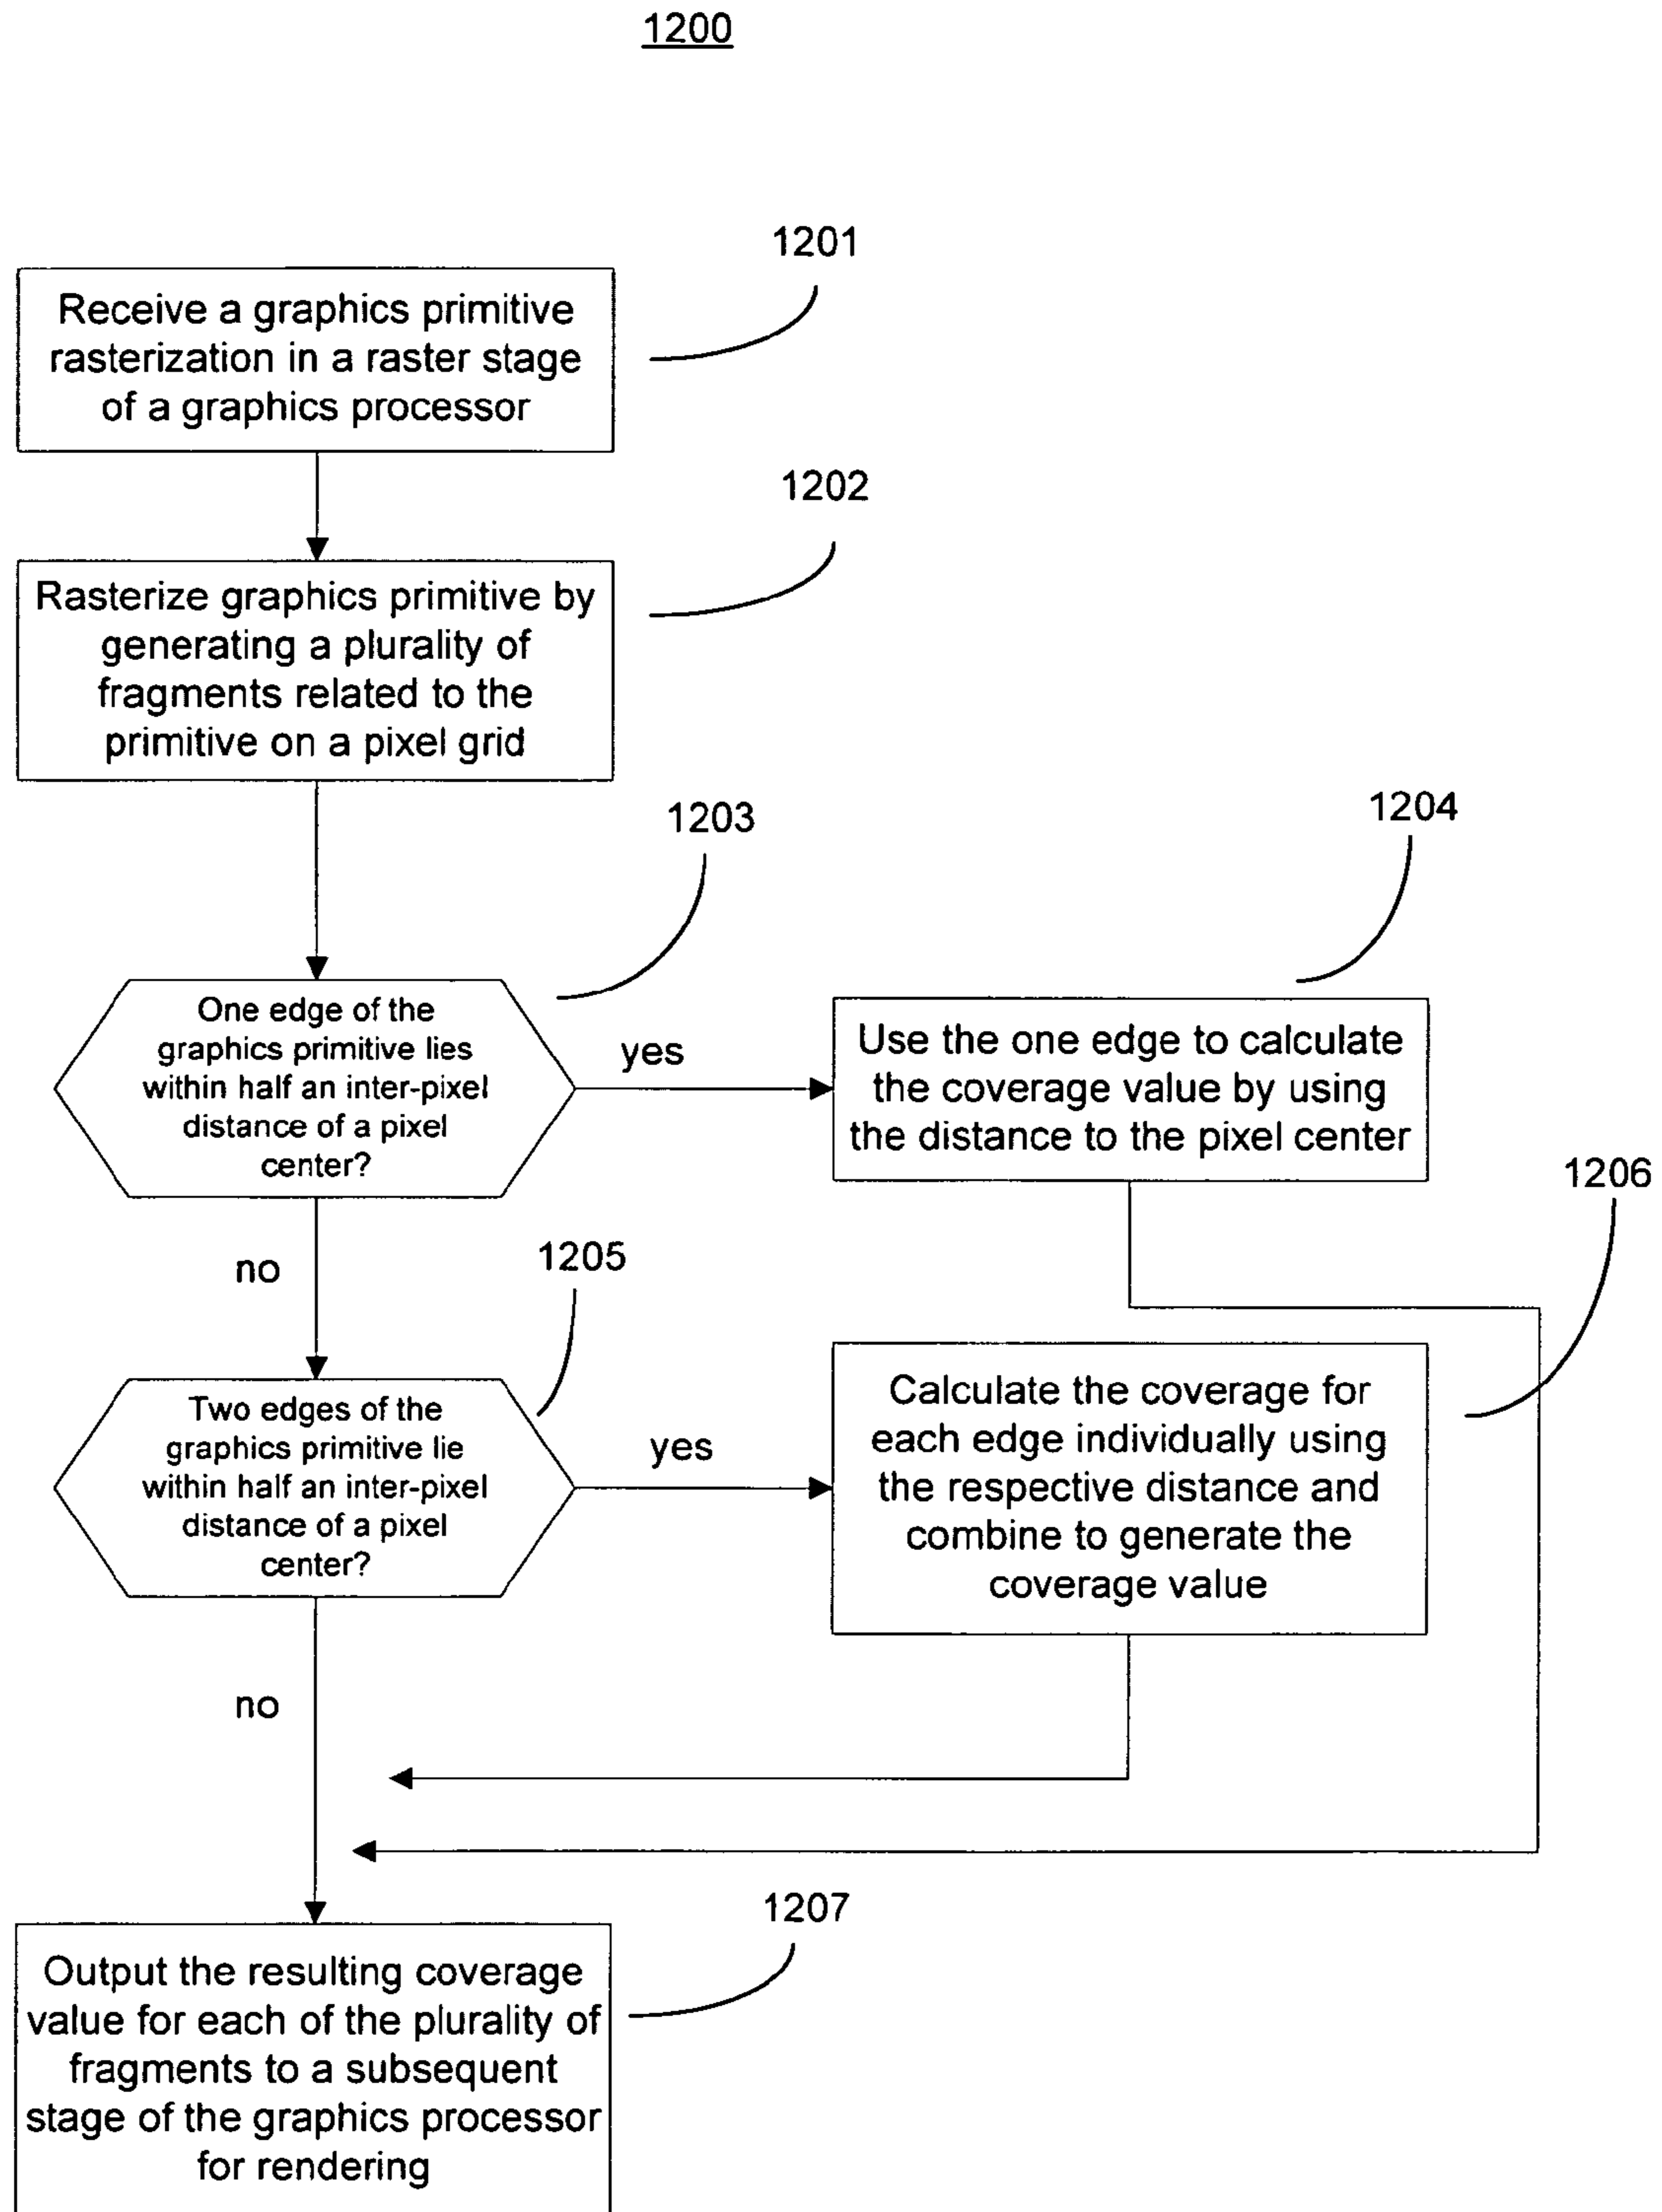 1200
1201
Receive a graphics primitive
rasterization in a raster stage
of a graphics processor
1202
Rasterize graphics primitive by
generating a plurality of
fragments related to the
primitive on a pixel grid
1203
1204
One edge of the
graphics primitive lies
within half an inter-pixel
distance of a pixel
center?
yes
Use the one edge to calculate
the coverage value by using
the distance to the pixel center
1206
no
1205
Two edges of the
graphics primitive lie
within half an inter-pixel
distance of a pixel
center?
yes
Calculate the coverage for
each edge individually using
the respective distance and
combine to generate the
coverage value
no
1207
Output the resulting coverage
value for each of the plurality of
fragments to a subsequent
stage of the graphics processor
for rendering